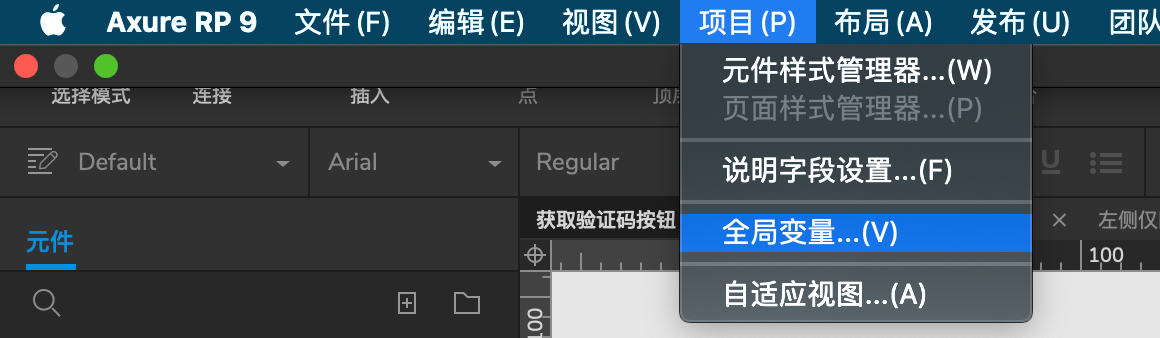 Axure RP 9 文件(F) 编辑(E) 视图(V) 项目(P) 布局(A) 发布(U) 团队
元件样式管理器...(W)
选择模式 连接 插入 点
页面样式管理器...(P)
Default Arial Regular U
说明字段设置...(F)
获取验证码按钮 × 左侧仅
元件
全局变量...(V)
100
自适应视图...(A)
100